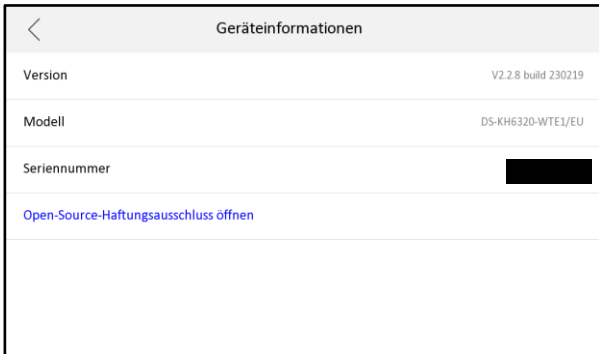 Geräteinformationen
Version V2.2.8 build 230219
Modell DS-KH6320-WTE1/EU
Seriennummer
Open-Source-Haftungsausschluss öffnen